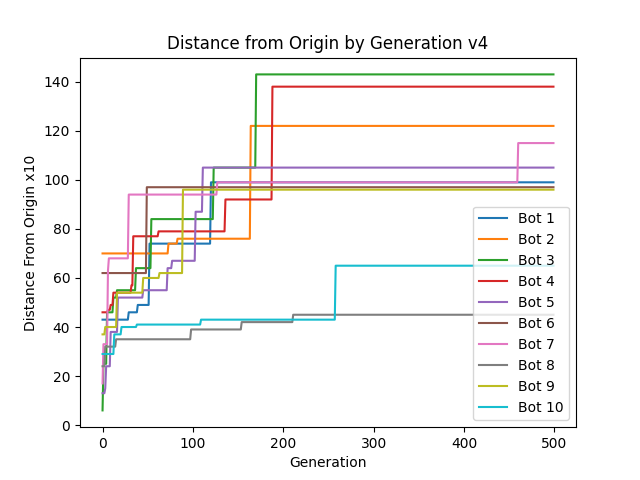 Distance from Origin by Generation v4
Distance From Origin x10
140
120
100
80
60
40
20
0
0 100 200 300 400 500
Generation
Bot 1
Bot 2
Bot 3
Bot 4
Bot 5
Bot 6
Bot 7
Bot 8
Bot 9
Bot 10